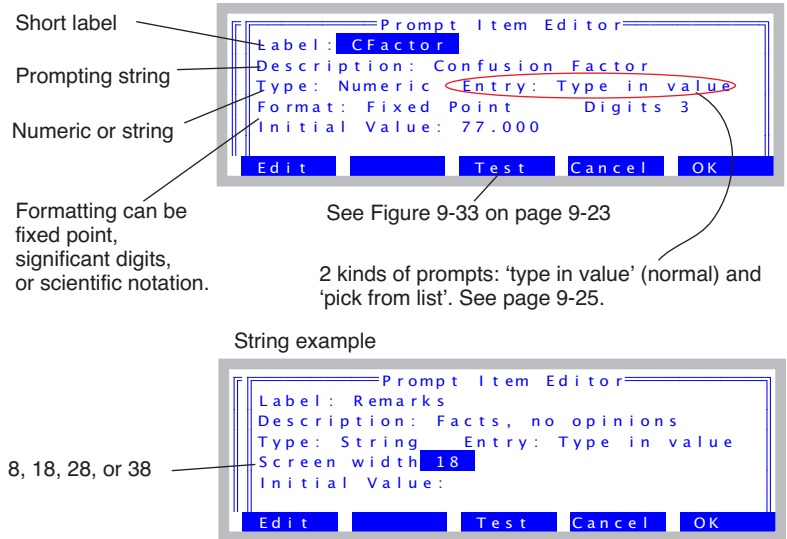 Short label
Prompting string
Numeric or string
Formatting can be
fixed point,
significant digits,
or scientific notation.
Prompt Item Editor
Label: CFactor
Description: Confusion Factor
Type: Numeric Entry: Type in value
Format: Fixed Point Digits 3
Initial Value: 77.000
Edit Test Cancel OK
See Figure 9-33 on page 9-23
2 kinds of prompts: ‘type in value’ (normal) and
‘pick from list’. See page 9-25.
String example
Prompt Item Editor
Label: Remarks
Description: Facts, no opinions
Type: String Entry: Type in value
Screen width 18
Initial Value:
Edit Test Cancel OK
8, 18, 28, or 38